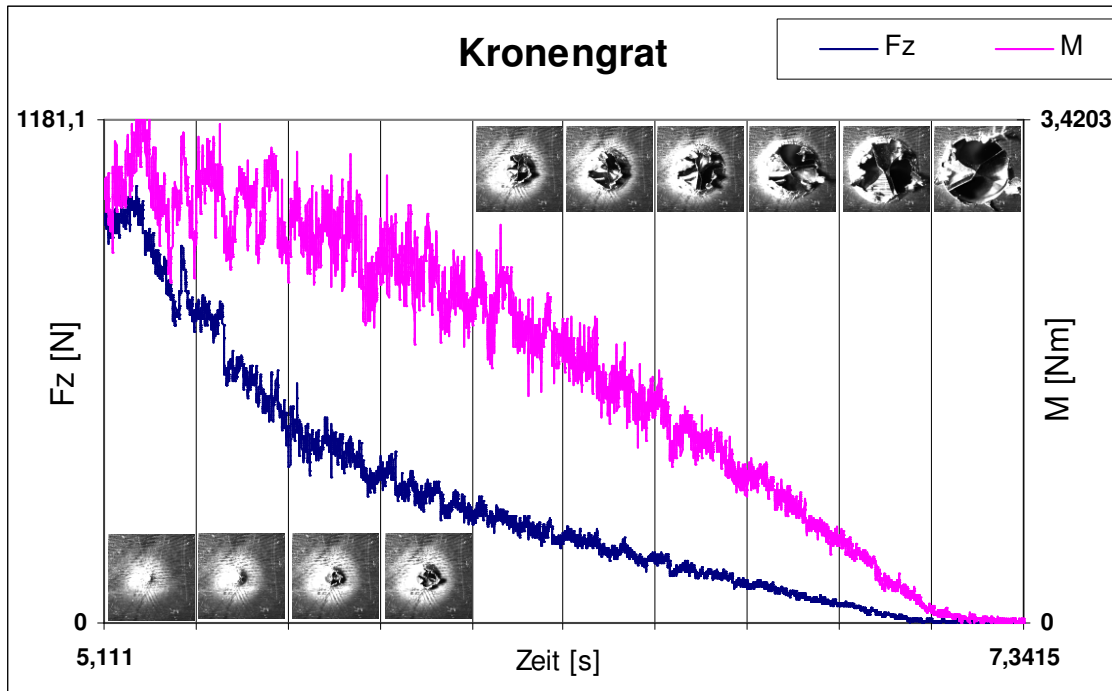 Kronengrat
Fz M
1181,1
3,4203
Fz [N]
M [Nm]
0
0
5,111
Zeit [s]
7,3415